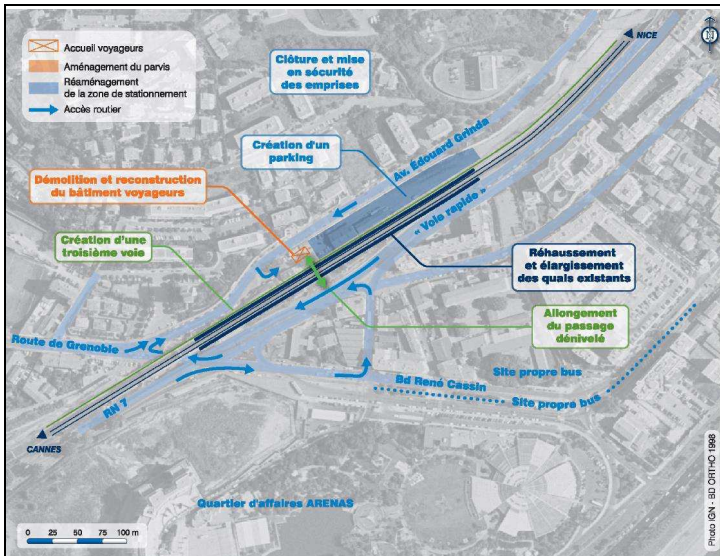 Accueil voyageurs
Aménagement du parvis
Réaménagement
de la zone de stationnement
Accès routier
Clôture et mise
en sécurité
des emprises
NICE
N
Création d'un
parking
Av. Édouard Grinda
Démolition et reconstruction
du bâtiment voyageurs
« Voie rapide »
Création d'une
troisième voie
Réhaussement
et élargissement
des quais existants
Allongement
du passage
dénivelé
Route de Grenoble
Site propre bus
Bd René Cassin
Site propre bus
RN 7
CANNES
Quartier d'affaires ARENAS
0 25 50 75 100 m
Photo IGN - BD ORTHO 1998